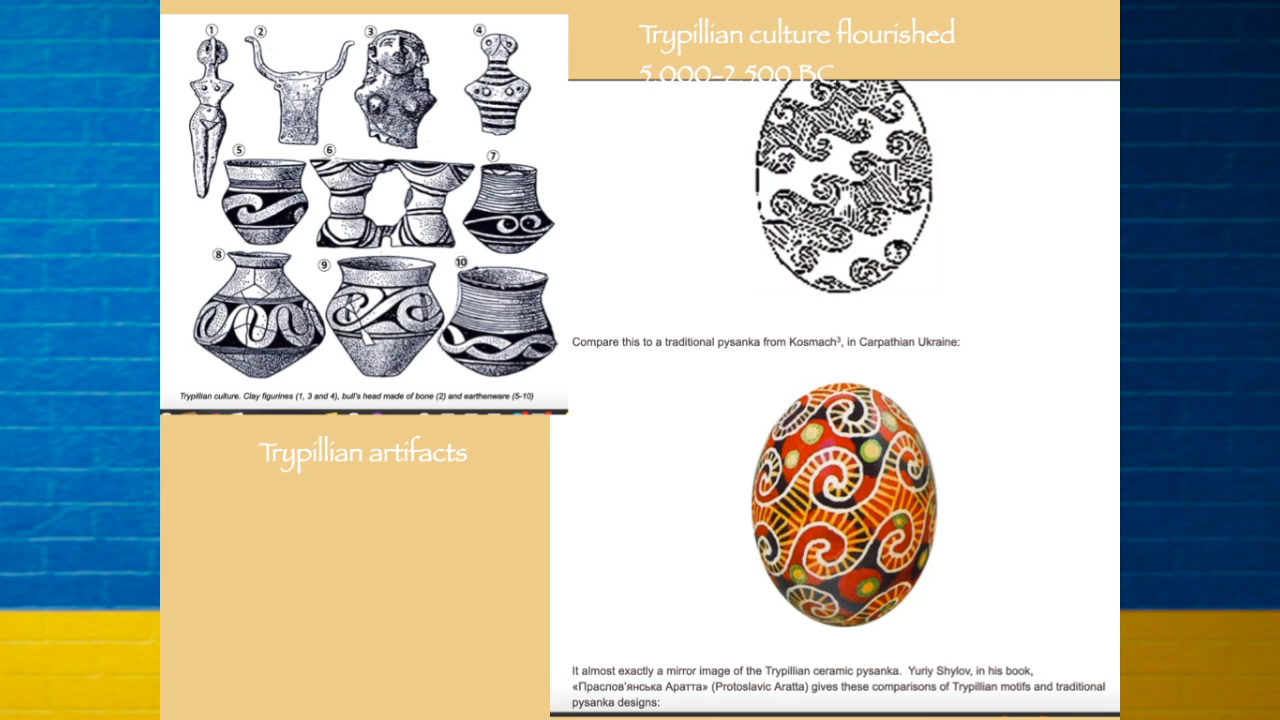 Trypillian culture flourished
5,000-2,500 BC
1
2
3
4
5
6
7
8
9
10
Trypillian culture. Clay figurines (1, 3 and 4), bull's head made of bone (2) and earthenware (5-10)
Trypillian artifacts
Compare this to a traditional pysanka from Kosmach³, in Carpathian Ukraine:
It almost exactly a mirror image of the Trypillian ceramic pysanka. Yuriy Shylov, in his book,
«Праслов'янська Аратта» (Protoslavic Aratta) gives these comparisons of Trypillian motifs and traditional
pysanka designs: